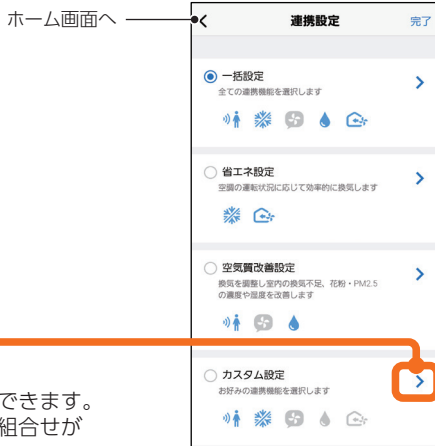 ホーム画面へ
連携設定
完了
一括設定
全ての連携機能を選択します
省エネ設定
空調の運転状況に応じて効率的に換気します
空気質改善設定
換気を調整し室内の換気不足、花粉・PM2.5
の濃度や湿度を改善します
カスタム設定
お好みの連携機能を選択します
できます。
組合せが